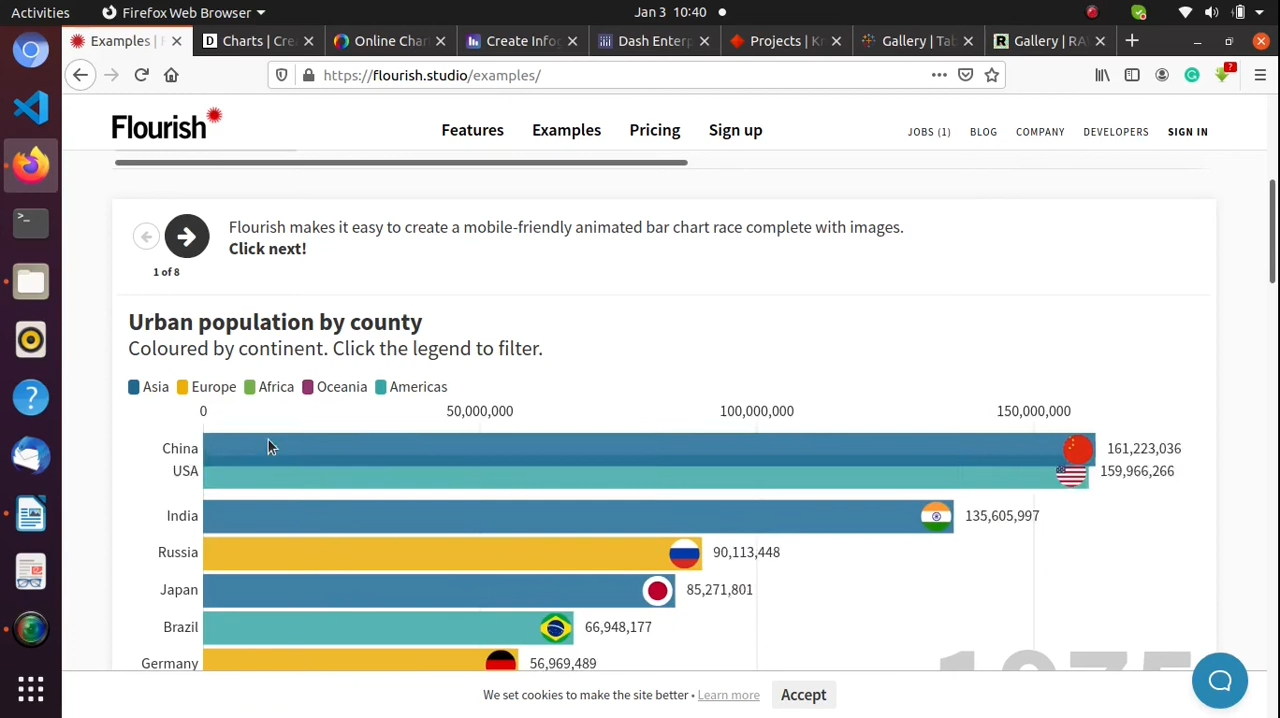 Activities
Firefox Web Browser
Jan 3 10:40
Examples |
Charts | Cre
Online Char
Create Infog
Dash Enterp
Projects | Kn
Gallery | Tab
Gallery | RA
https://flourish.studio/examples/
Flourish
Features
Examples
Pricing
Sign up
JOBS (1)
BLOG
COMPANY
DEVELOPERS
SIGN IN
Flourish makes it easy to create a mobile-friendly animated bar chart race complete with images.
Click next!
1 of 8
Urban population by county
Coloured by continent. Click the legend to filter.
Asia
Europe
Africa
Oceania
Americas
0
50,000,000
100,000,000
150,000,000
China
161,223,036
USA
159,966,266
India
135,605,997
Russia
90,113,448
Japan
85,271,801
Brazil
66,948,177
Germany
56,969,489
We set cookies to make the site better • Learn more
Accept